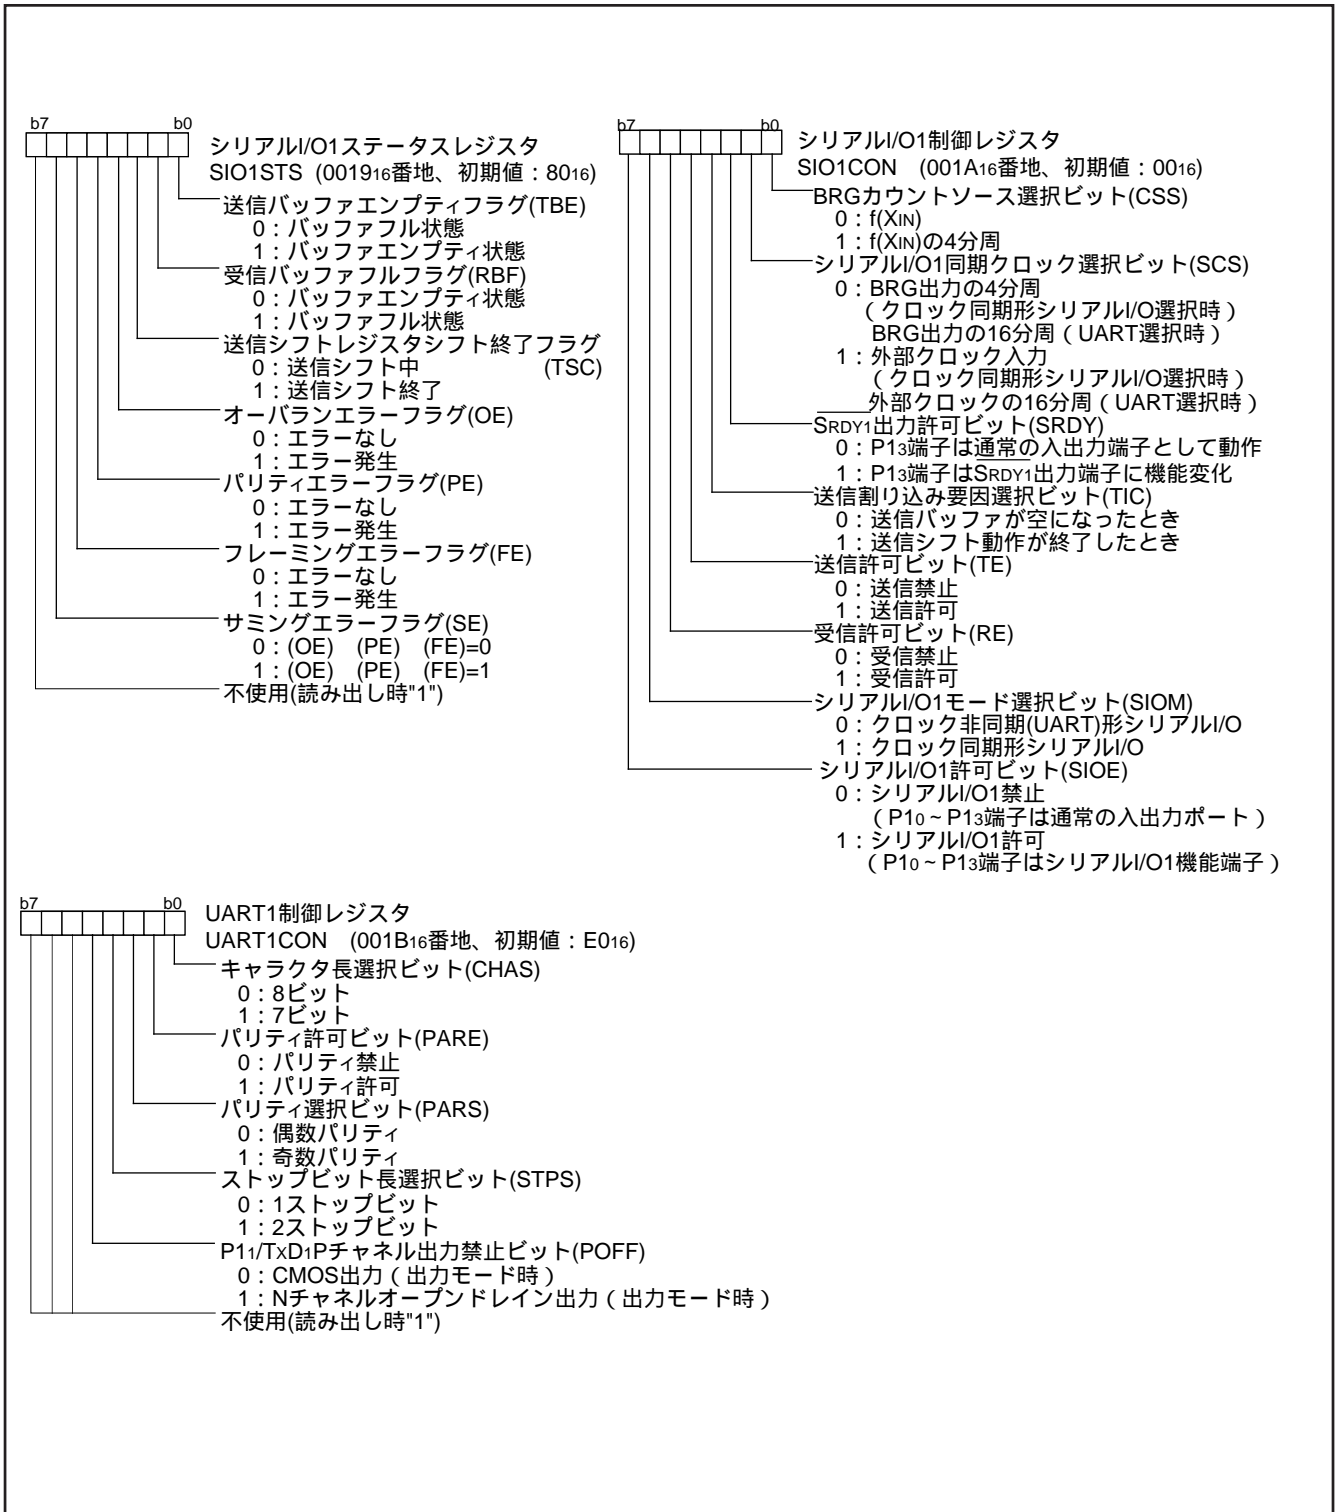 b7 b0
シリアルI/O1ステータスレジスタ
SIO1STS (001916番地、初期値：8016)
送信バッファエンプティフラグ(TBE)
0：バッファフル状態
1：バッファエンプティ状態
受信バッファフルフラグ(RBF)
0：バッファエンプティ状態
1：バッファフル状態
送信シフトレジスタシフト終了フラグ
0：送信シフト中 (TSC)
1：送信シフト終了
オーバランエラーフラグ(OE)
0：エラーなし
1：エラー発生
パリティエラーフラグ(PE)
0：エラーなし
1：エラー発生
フレーミングエラーフラグ(FE)
0：エラーなし
1：エラー発生
サミングエラーフラグ(SE)
0：(OE) (PE) (FE)=0
1：(OE) (PE) (FE)=1
不使用(読み出し時"1")
b7 b0
シリアルI/O1制御レジスタ
SIO1CON (001A16番地、初期値：0016)
BRGカウントソース選択ビット(CSS)
0：f(XIN)
1：f(XIN)の4分周
シリアルI/O1同期クロック選択ビット(SCS)
0：BRG出力の4分周
（クロック同期形シリアルI/O選択時）
BRG出力の16分周（UART選択時）
1：外部クロック入力
（クロック同期形シリアルI/O選択時）
外部クロックの16分周（UART選択時）
SRDY1出力許可ビット(SRDY)
0：P13端子は通常の入出力端子として動作
1：P13端子はSRDY1出力端子に機能変化
送信割り込み要因選択ビット(TIC)
0：送信バッファが空になったとき
1：送信シフト動作が終了したとき
送信許可ビット(TE)
0：送信禁止
1：送信許可
受信許可ビット(RE)
0：受信禁止
1：受信許可
シリアルI/O1モード選択ビット(SIOM)
0：クロック非同期(UART)形シリアルI/O
1：クロック同期形シリアルI/O
シリアルI/O1許可ビット(SIOE)
0：シリアルI/O1禁止
（P10~P13端子は通常の入出力ポート）
1：シリアルI/O1許可
（P10~P13端子はシリアルI/O1機能端子）
b7 b0
UART1制御レジスタ
UART1CON (001B16番地、初期値：E016)
キャラクタ長選択ビット(CHAS)
0：8ビット
1：7ビット
パリティ許可ビット(PARE)
0：パリティ禁止
1：パリティ許可
パリティ選択ビット(PARS)
0：偶数パリティ
1：奇数パリティ
ストップビット長選択ビット(STPS)
0：1ストップビット
1：2ストップビット
P11/TXD1Pチャネル出力禁止ビット(POFF)
0：CMOS出力（出力モード時）
1：Nチャネルオープンドレイン出力（出力モード時）
不使用(読み出し時"1")